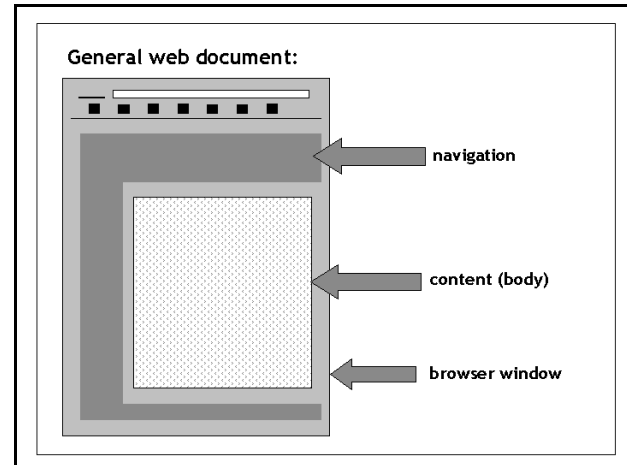 General web document:
navigation
content (body)
browser window